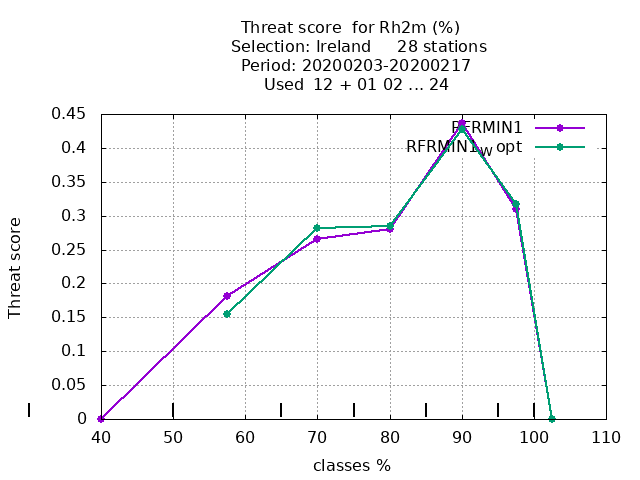 Threat score  for Rh2m (%)
Selection: Ireland     28 stations
Period: 20200203-20200217
Used  12 + 01 02 ... 24
RFRMIN1
RFRMIN1_W opt
0.45
0.4
0.35
0.3
0.25
0.2
0.15
0.1
0.05
0
Threat score
40 50 60 70 80 90 100 110
classes %